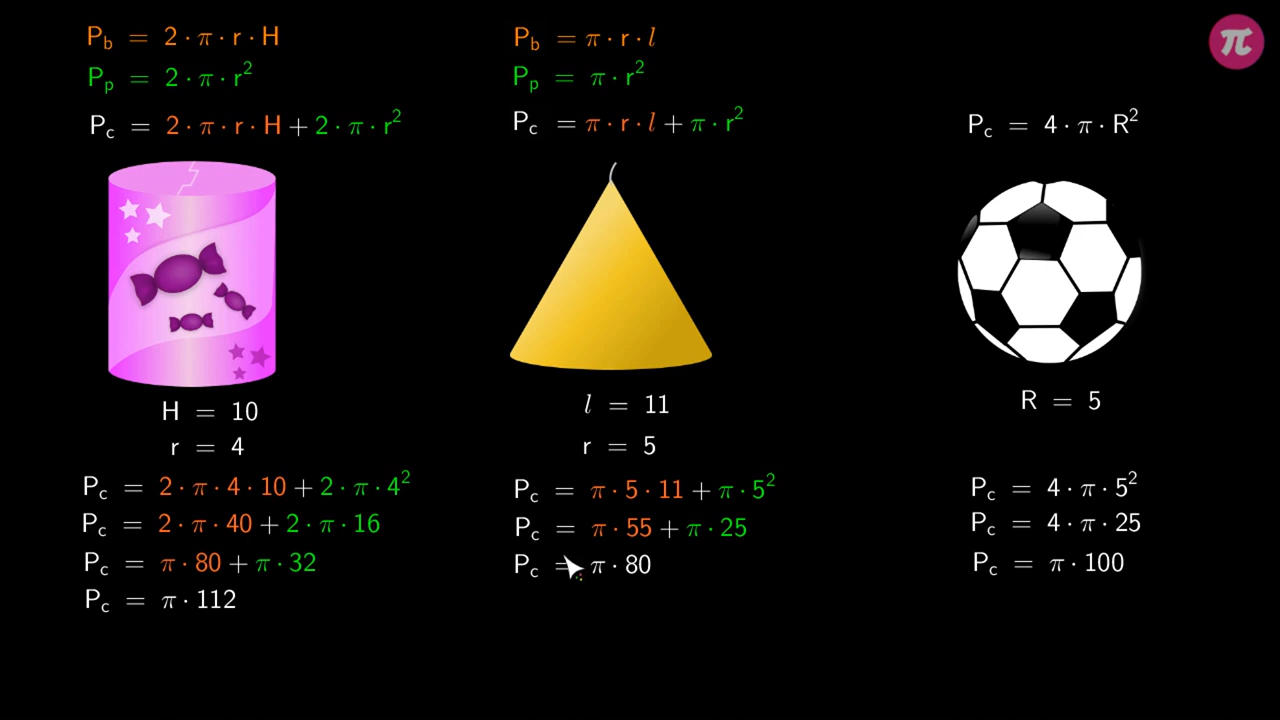 P_b = 2 · π · r · H
P_p = 2 · π · r²
P_c = 2 · π · r · H + 2 · π · r²
H = 10
r = 4
P_c = 2 · π · 4 · 10 + 2 · π · 4²
P_c = 2 · π · 40 + 2 · π · 16
P_c = π · 80 + π · 32
P_c = π · 112
P_b = π · r · l
P_p = π · r²
P_c = π · r · l + π · r²
l = 11
r = 5
P_c = π · 5 · 11 + π · 5²
P_c = π · 55 + π · 25
P_c = π · 80
π
P_c = 4 · π · R²
R = 5
P_c = 4 · π · 5²
P_c = 4 · π · 25
P_c = π · 100